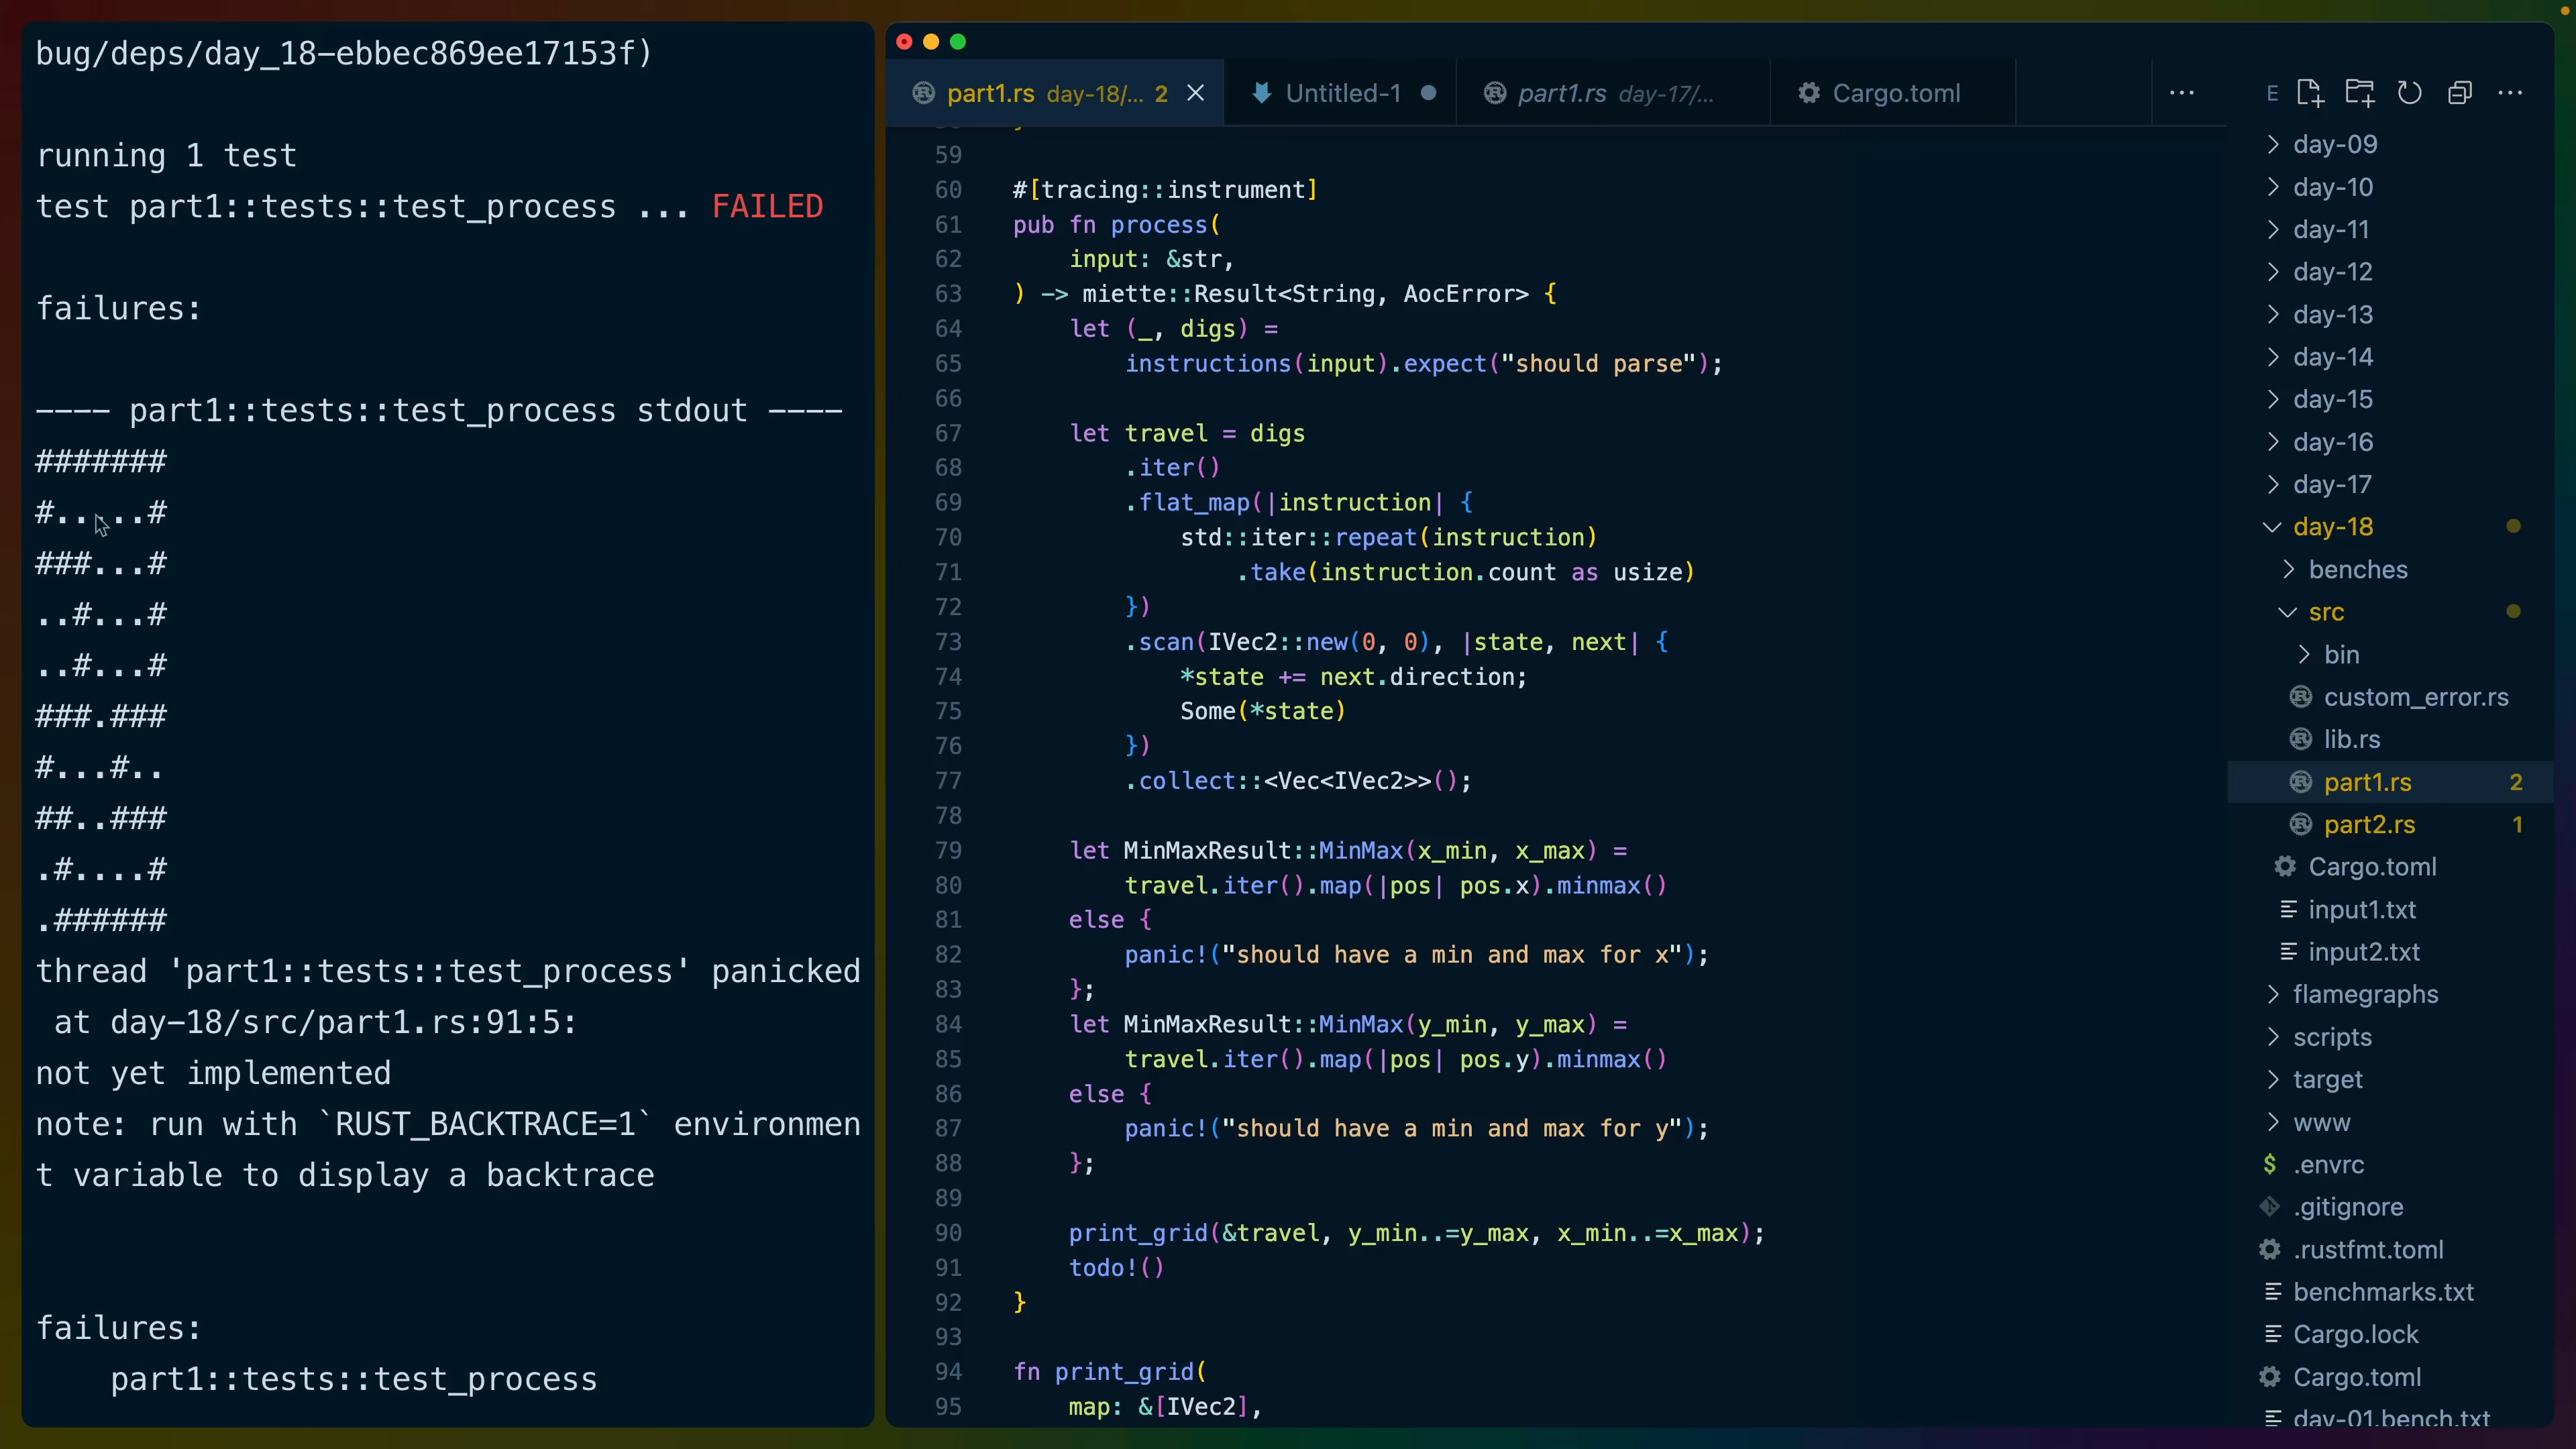 bug/deps/day_18-ebbec869ee17153f)
running 1 test
test part1::tests::test_process ... FAILED
failures:
---- part1::tests::test_process stdout ----
#######
#.....#
###...#
..#...#
..#...#
###.###
#...#..
##..###
.#....#
.######
thread 'part1::tests::test_process' panicked
 at day-18/src/part1.rs:91:5:
not yet implemented
note: run with `RUST_BACKTRACE=1` environmen
t variable to display a backtrace
failures:
    part1::tests::test_process
part1.rs day-18/... 2
Untitled-1
part1.rs day-17/...
Cargo.toml
59
60 #[tracing::instrument]
61 pub fn process(
62     input: &str,
63 ) -> miette::Result<String, AocError> {
64     let (_, digs) =
65         instructions(input).expect("should parse");
66
67     let travel = digs
68         .iter()
69         .flat_map(|instruction| {
70             std::iter::repeat(instruction)
71                 .take(instruction.count as usize)
72         })
73         .scan(IVec2::new(0, 0), |state, next| {
74             *state += next.direction;
75             Some(*state)
76         })
77         .collect::<Vec<IVec2>>();
78
79     let MinMaxResult::MinMax(x_min, x_max) =
80         travel.iter().map(|pos| pos.x).minmax()
81     else {
82         panic!("should have a min and max for x");
83     };
84     let MinMaxResult::MinMax(y_min, y_max) =
85         travel.iter().map(|pos| pos.y).minmax()
86     else {
87         panic!("should have a min and max for y");
88     };
89
90     print_grid(&travel, y_min..=y_max, x_min..=x_max);
91     todo!()
92 }
93
94 fn print_grid(
95     map: &[IVec2],
E
day-09
day-10
day-11
day-12
day-13
day-14
day-15
day-16
day-17
day-18
benches
src
bin
custom_error.rs
lib.rs
part1.rs 2
part2.rs 1
Cargo.toml
input1.txt
input2.txt
flamegraphs
scripts
target
www
.envrc
.gitignore
.rustfmt.toml
benchmarks.txt
Cargo.lock
Cargo.toml
day-01.bench.txt